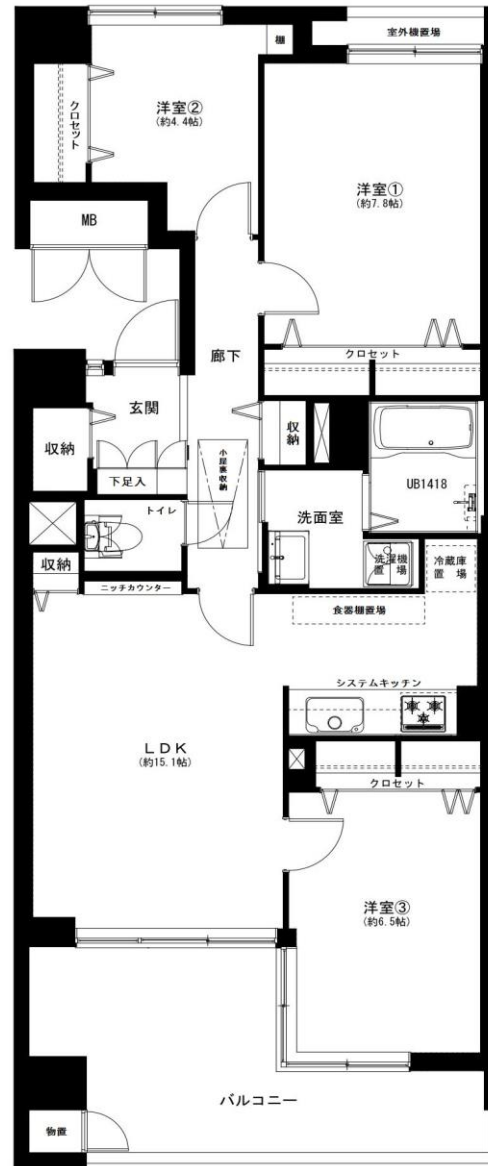 室外機置場
棚
洋室②
(約4.4帖)
クロゼット
洋室①
(約7.8帖)
MB
クロゼット
廊下
玄関
収納
収納
下足入
小屋裏収納
トイレ
洗面室
UB1418
洗濯機
置場
冷蔵庫
置場
収納
ニッチカウンター
食器棚置場
システムキッチン
LDK
(約15.1帖)
クロゼット
洋室③
(約6.5帖)
バルコニー
物置